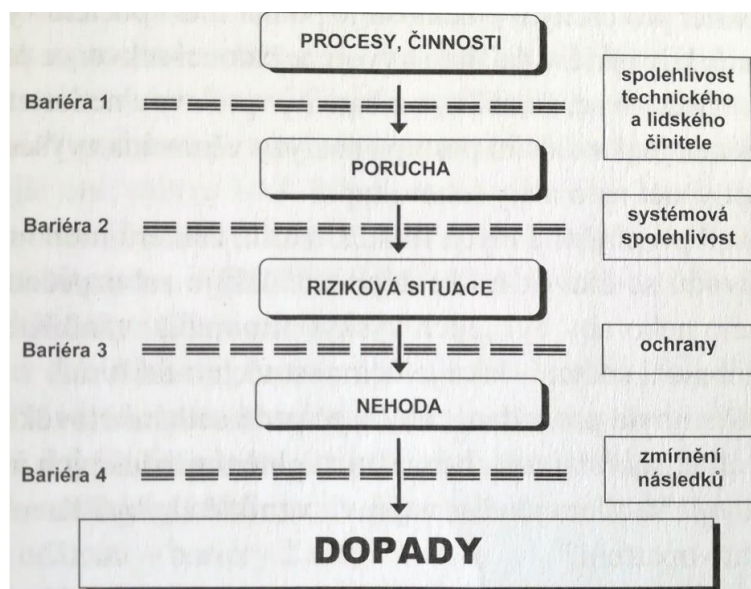 PROCESY, ČINNOSTI
Bariéra 1
spolehlivost
technického
a lidského
činitele
PORUCHA
Bariéra 2
systémová
spolehlivost
RIZIKOVÁ SITUACE
Bariéra 3
ochrany
NEHODA
Bariéra 4
zmírnění
následků
DOPADY